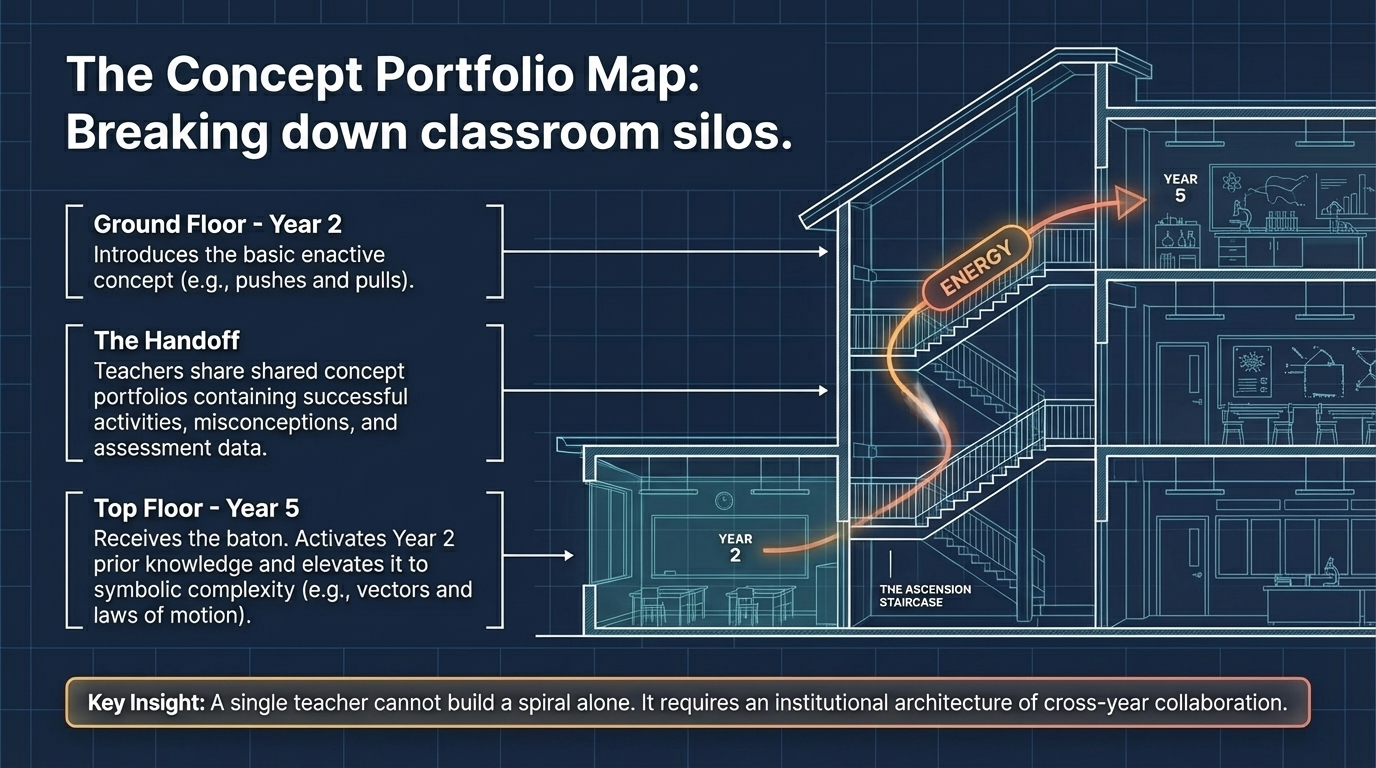 The Concept Portfolio Map:
Breaking down classroom silos.
Ground Floor - Year 2
Introduces the basic enactive
concept (e.g., pushes and pulls).
The Handoff
Teachers share shared concept
portfolios containing successful
activities, misconceptions, and
assessment data.
Top Floor - Year 5
Receives the baton. Activates Year 2
prior knowledge and elevates it to
symbolic complexity (e.g., vectors and
laws of motion).
YEAR
5
ENERGY
YEAR
2
THE ASCENSION
STAIRCASE
Key Insight: A single teacher cannot build a spiral alone. It requires an institutional architecture of cross-year collaboration.